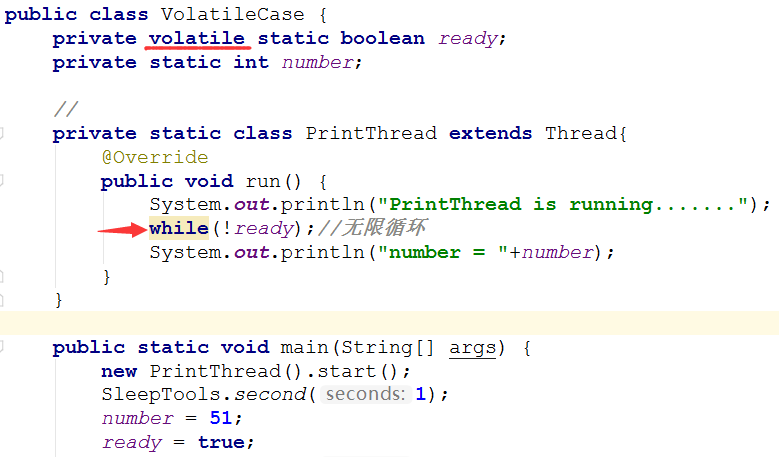 public class VolatileCase {
    private volatile static boolean ready;
    private static int number;
    //
    private static class PrintThread extends Thread{
        @Override
        public void run() {
            System.out.println("PrintThread is running.......");
            while(!ready);//无限循环
            System.out.println("number = "+number);
        }
    }
    public static void main(String[] args) {
        new PrintThread().start();
        SleepTools.second( seconds: 1);
        number = 51;
        ready = true;